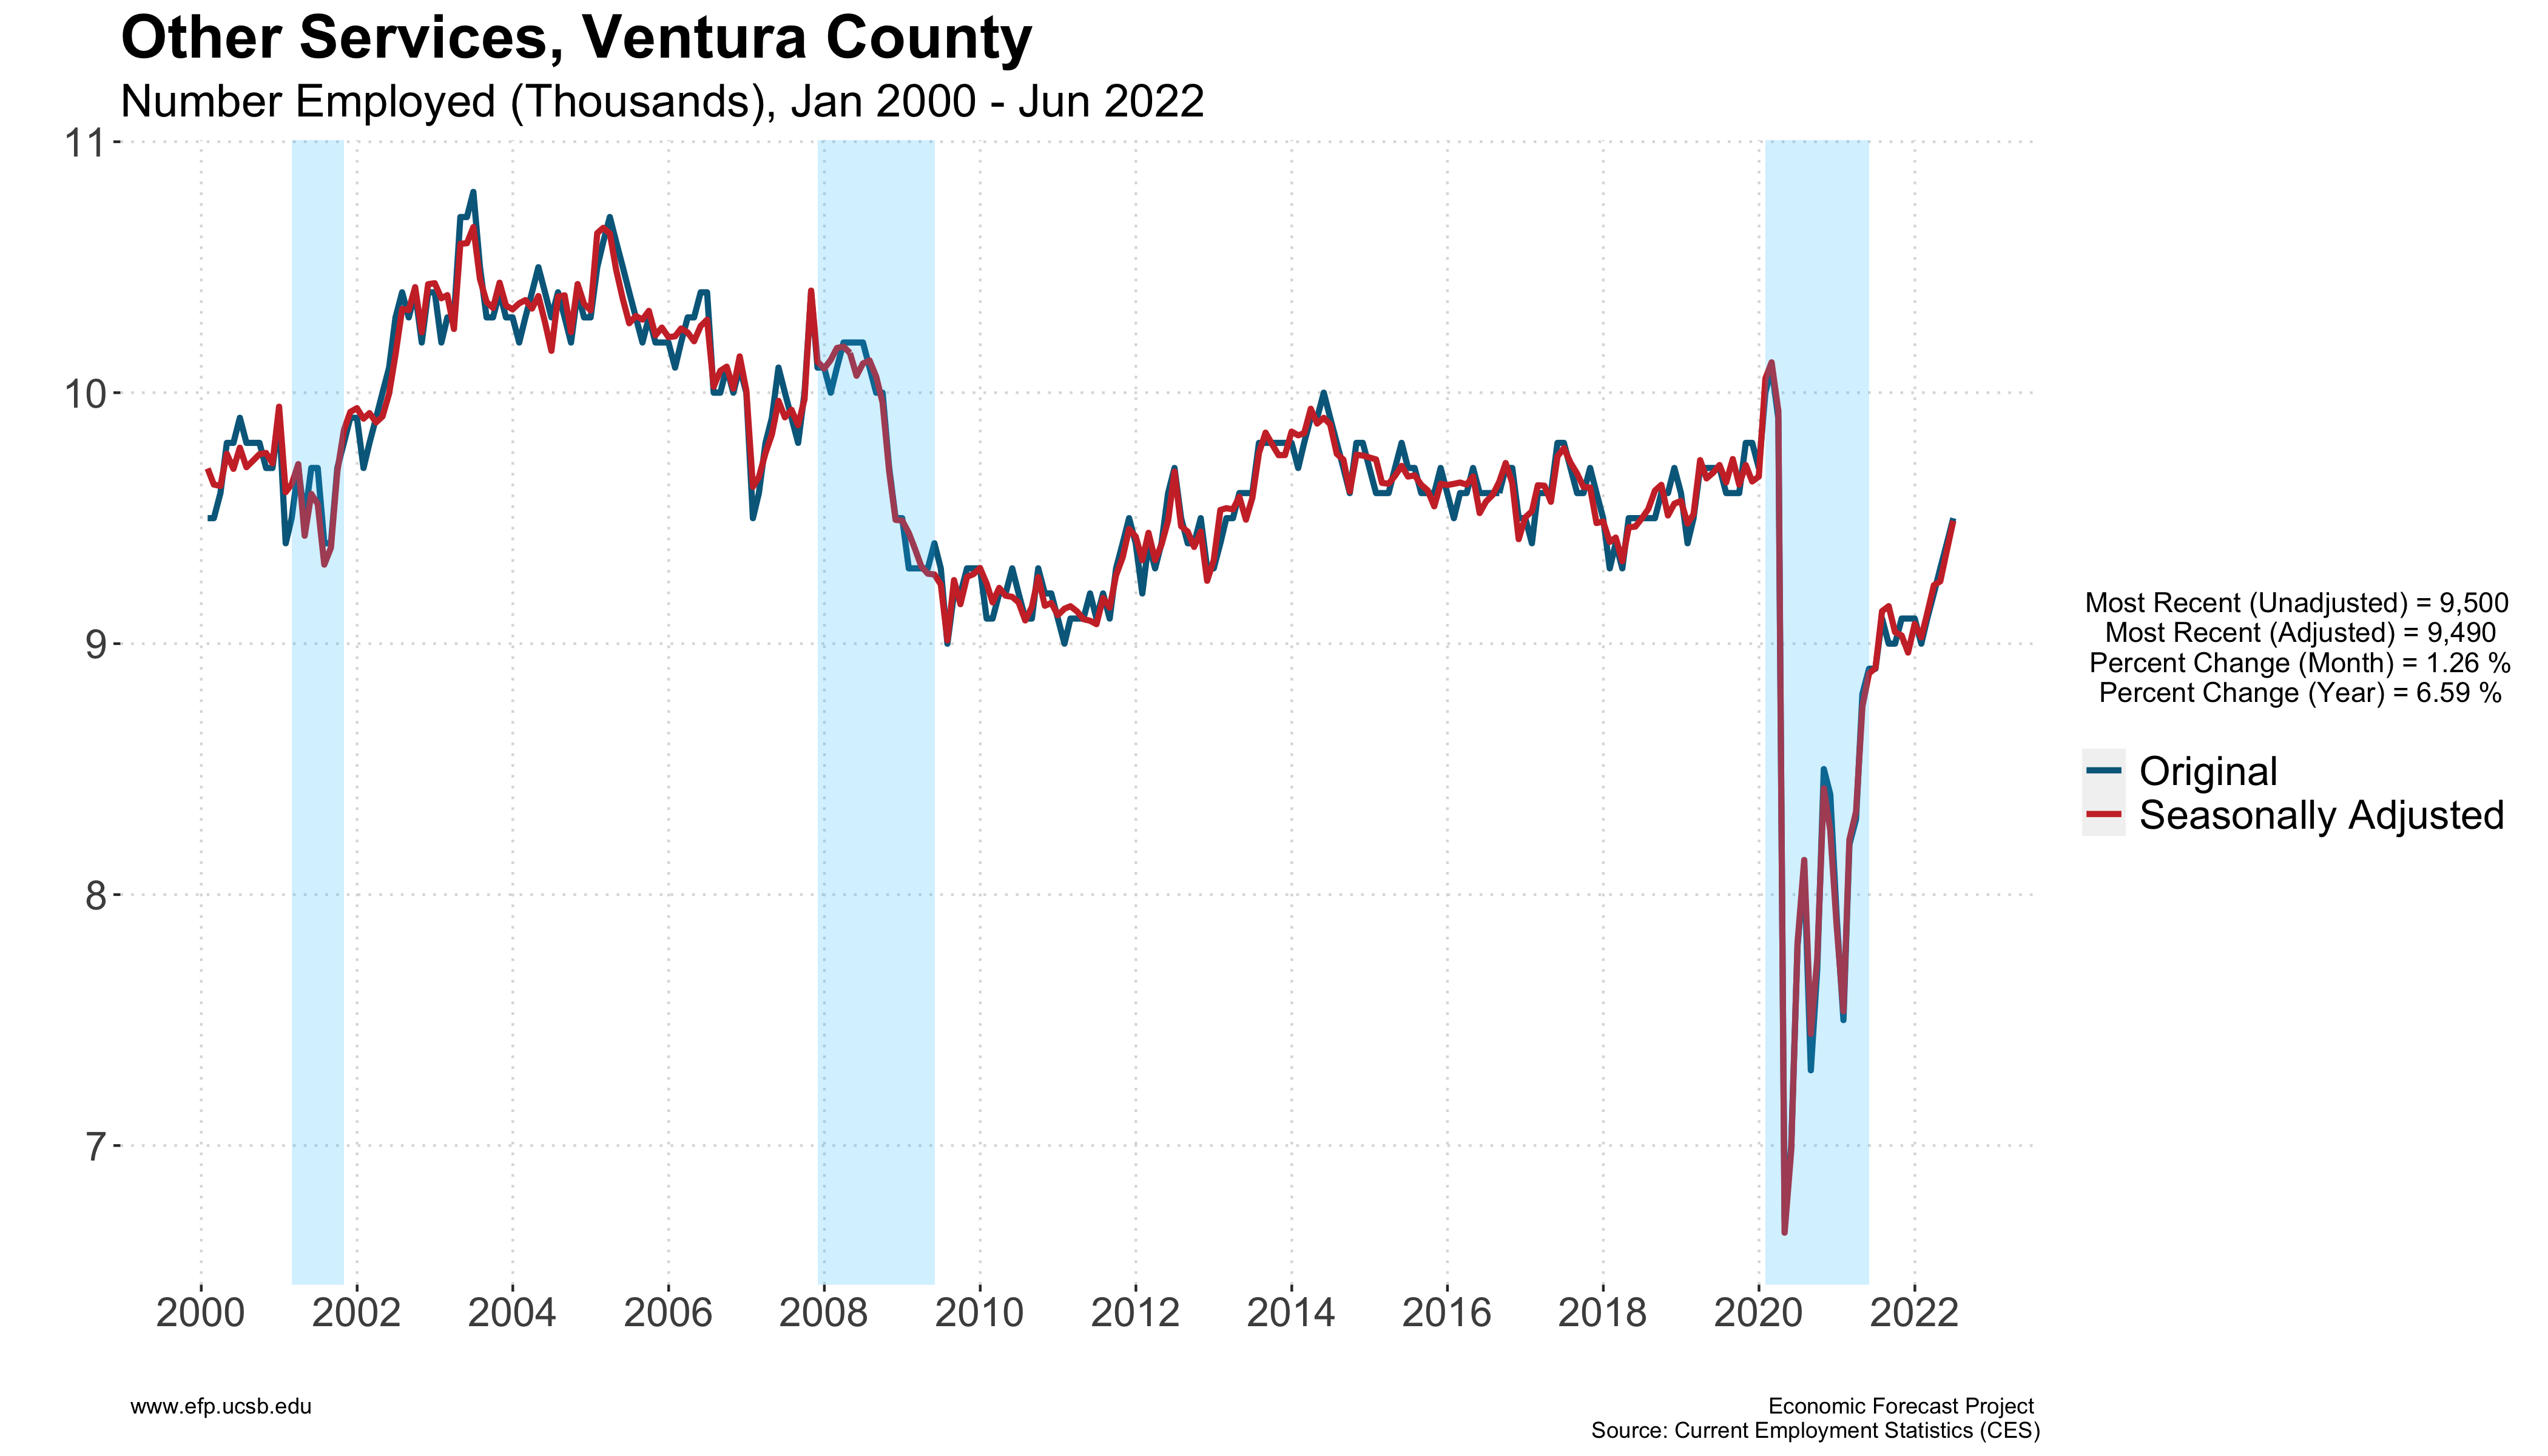 Other Services, Ventura County
Number Employed (Thousands), Jan 2000 - Jun 2022
11
10
9
8
7
2000 2002 2004 2006 2008 2010 2012 2014 2016 2018 2020 2022
Most Recent (Unadjusted) = 9,500
Most Recent (Adjusted) = 9,490
Percent Change (Month) = 1.26 %
Percent Change (Year) = 6.59 %
Original
Seasonally Adjusted
www.efp.ucsb.edu
Economic Forecast Project
Source: Current Employment Statistics (CES)